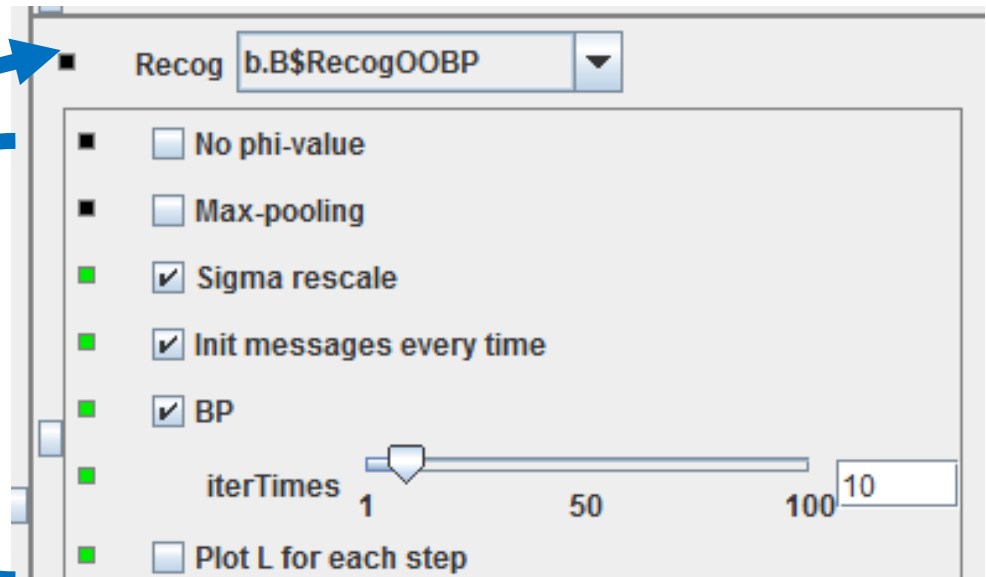 Recog b.B$RecogOOBP
No phi-value
Max-pooling
Sigma rescale
Init messages every time
BP
iterTimes 1 50 100 10
Plot L for each step